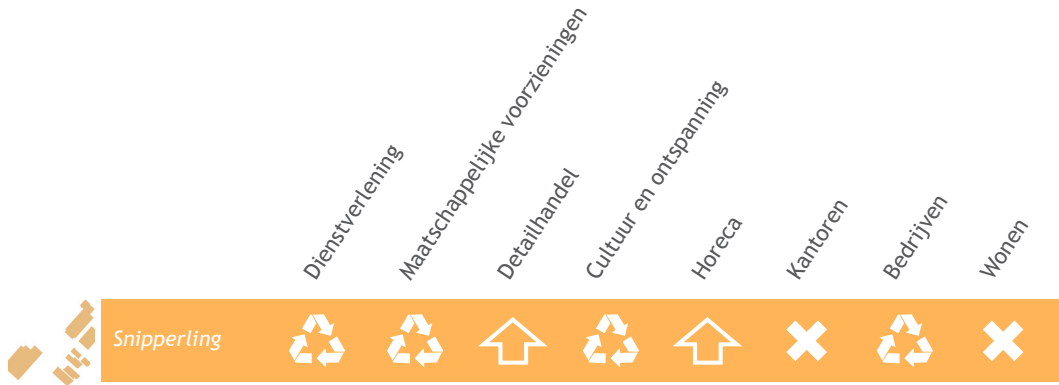 Dienstverlening
Maatschappelijke voorzieningen
Detailhandel
Cultuur en ontspanning
Horeca
Kantoren
Bedrijven
Wonen
Snipperling